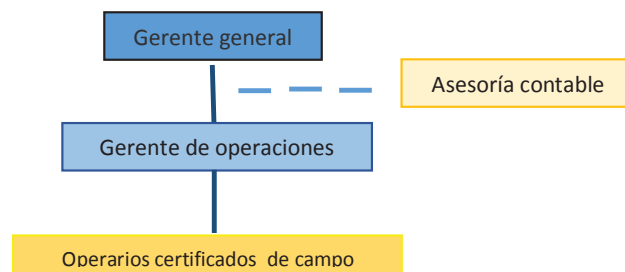 Gerente general
Asesoría contable
Gerente de operaciones
Operarios certificados de campo